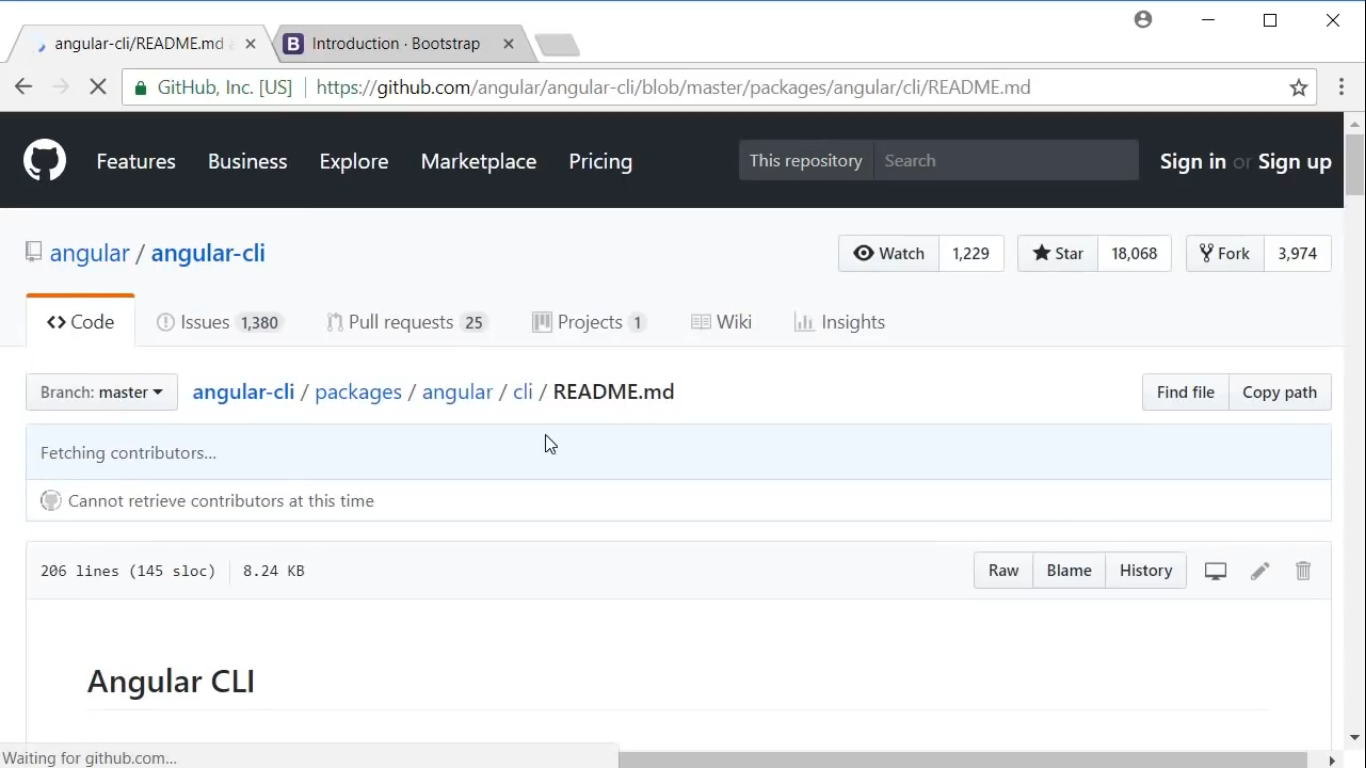 angular-cli/README.md
Introduction · Bootstrap
GitHub, Inc. [US] https://github.com/angular/angular-cli/blob/master/packages/angular/cli/README.md
Features Business Explore Marketplace Pricing This repository Search Sign in or Sign up
angular / angular-cli Watch 1,229 Star 18,068 Fork 3,974
Code Issues 1,380 Pull requests 25 Projects 1 Wiki Insights
Branch: master angular-cli / packages / angular / cli / README.md Find file Copy path
Fetching contributors...
Cannot retrieve contributors at this time
206 lines (145 sloc) 8.24 KB Raw Blame History
Angular CLI
Waiting for github.com...